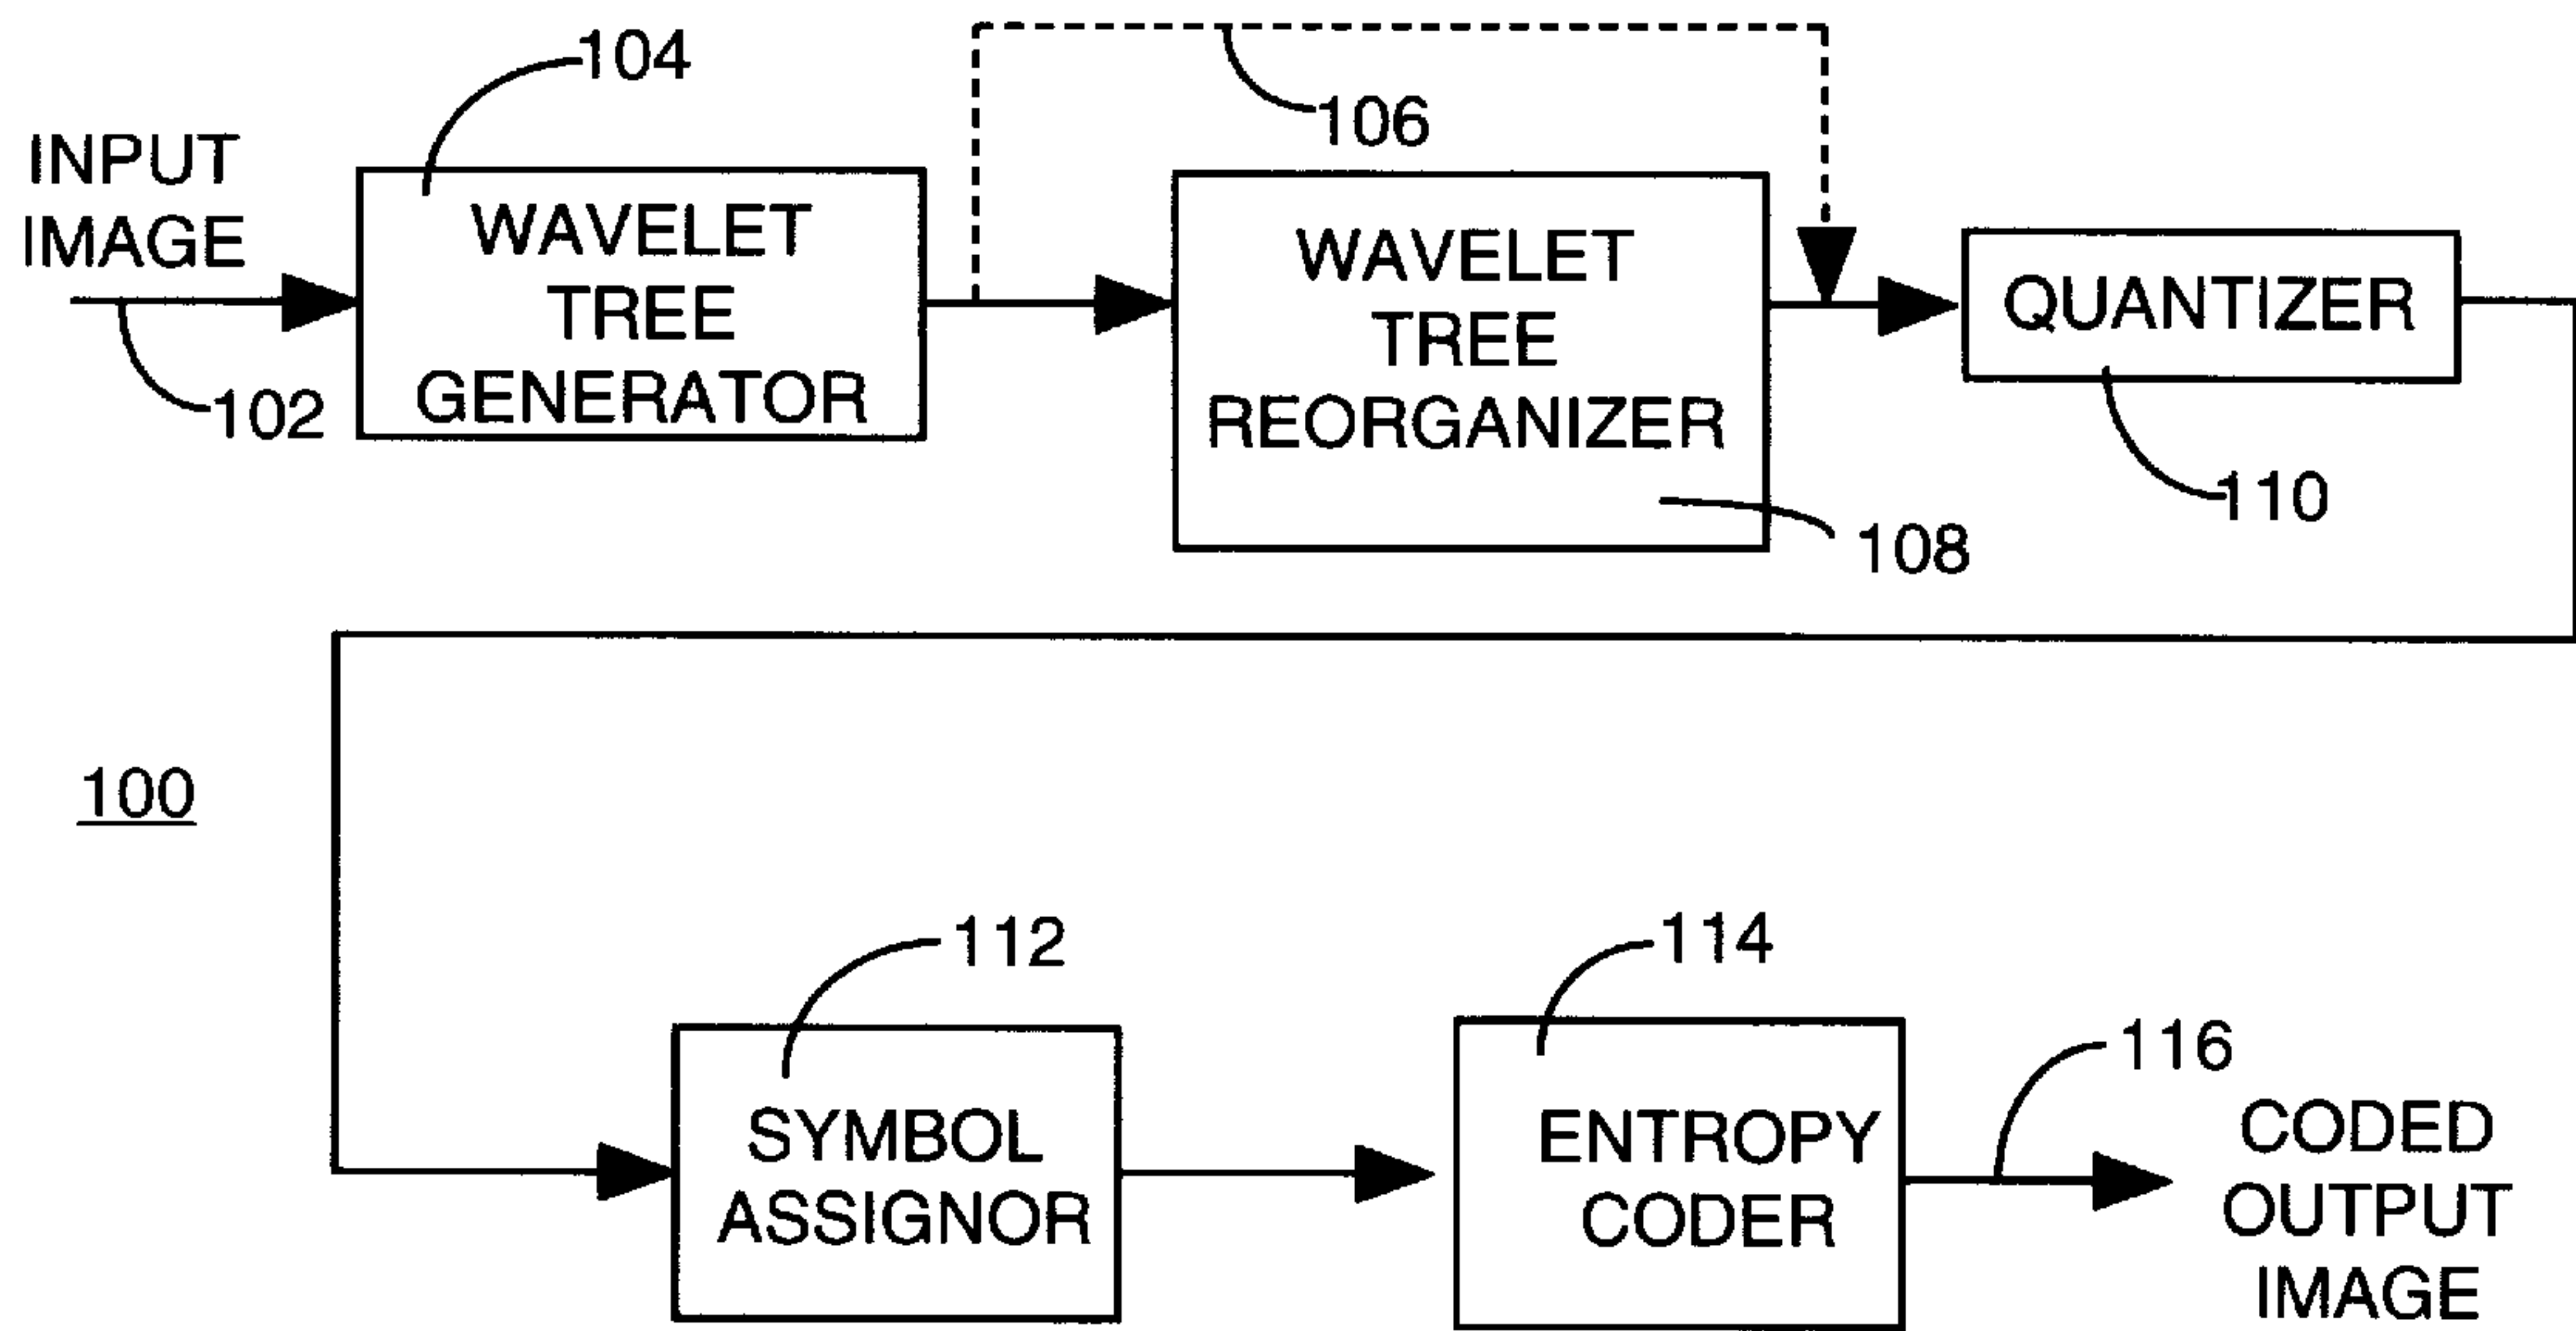 104
106
INPUT
IMAGE
WAVELET
TREE
GENERATOR
102
WAVELET
TREE
REORGANIZER
108
QUANTIZER
110
100
112
114
SYMBOL
ASSIGNOR
ENTROPY
CODER
116
CODED
OUTPUT
IMAGE